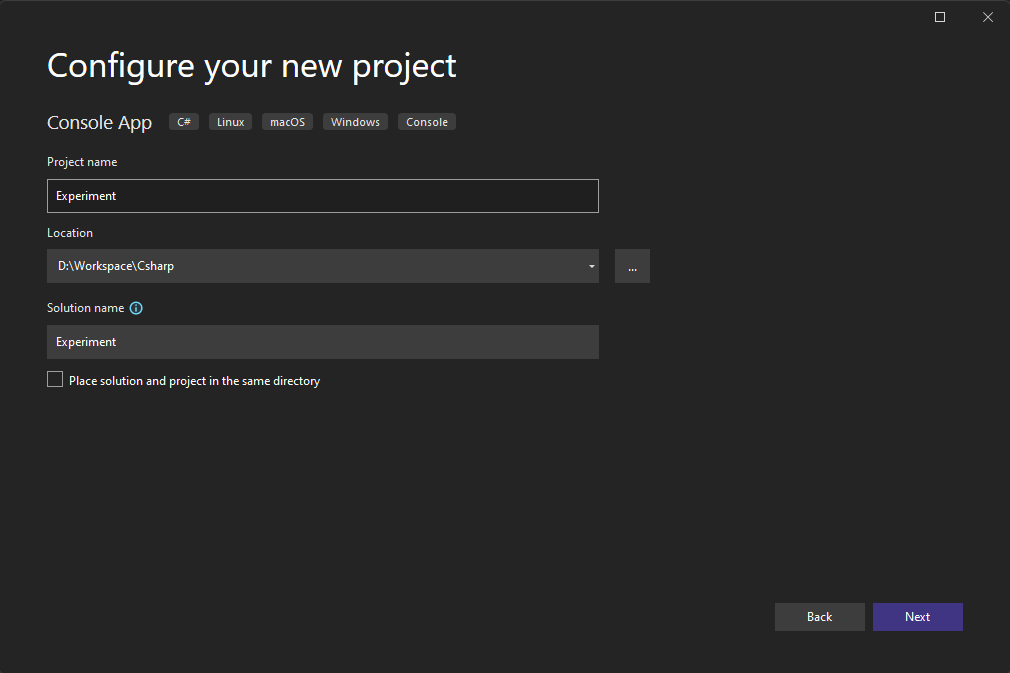 Configure your new project
Console App C# Linux macOS Windows Console
Project name
Experiment
Location
D:\Workspace\Csharp ...
Solution name
Experiment
Place solution and project in the same directory
Back Next